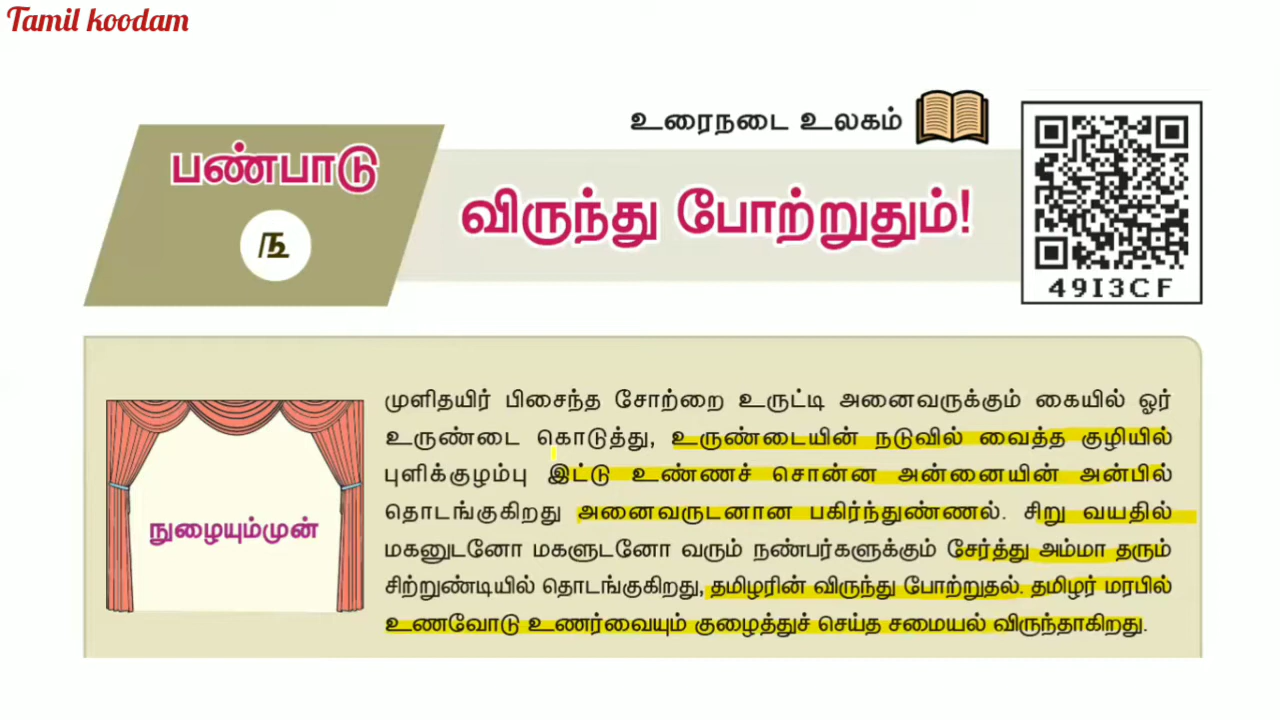 Tamil koodam
உரைநடை உலகம்
பண்பாடு
௩
விருந்து போற்றுதும்!
49I3CF
நுழையும்முன்
முளிதயிர் பிசைந்த சோற்றை உருட்டி அனைவருக்கும் கையில் ஓர்
உருண்டை கொடுத்து, உருண்டையின் நடுவில் வைத்த குழியில்
புளிக்குழம்பு இட்டு உண்ணச் சொன்ன அன்னையின் அன்பில்
தொடங்குகிறது அனைவருடனான பகிர்ந்துண்ணல். சிறு வயதில்
மகனுடனோ மகளுடனோ வரும் நண்பர்களுக்கும் சேர்த்து அம்மா தரும்
சிற்றுண்டியில் தொடங்குகிறது, தமிழரின் விருந்து போற்றுதல். தமிழர் மரபில்
உணவோடு உணர்வையும் குழைத்துச் செய்த சமையல் விருந்தாகிறது.